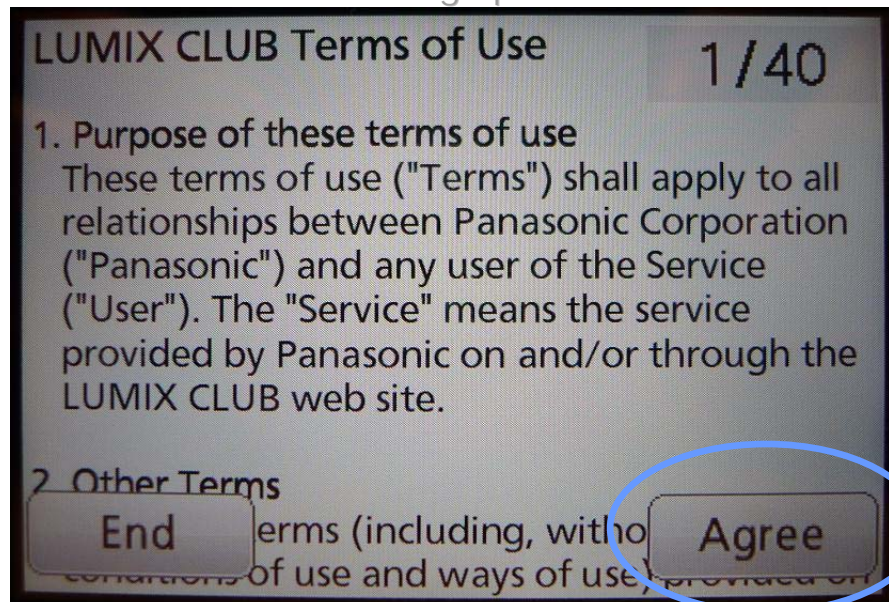 LUMIX CLUB Terms of Use
1/40
1. Purpose of these terms of use
These terms of use ("Terms") shall apply to all
relationships between Panasonic Corporation
("Panasonic") and any user of the Service
("User"). The "Service" means the service
provided by Panasonic on and/or through the
LUMIX CLUB web site.
2. Other Terms
End
erms (including, witho
Agree
of use and ways of use) provided on